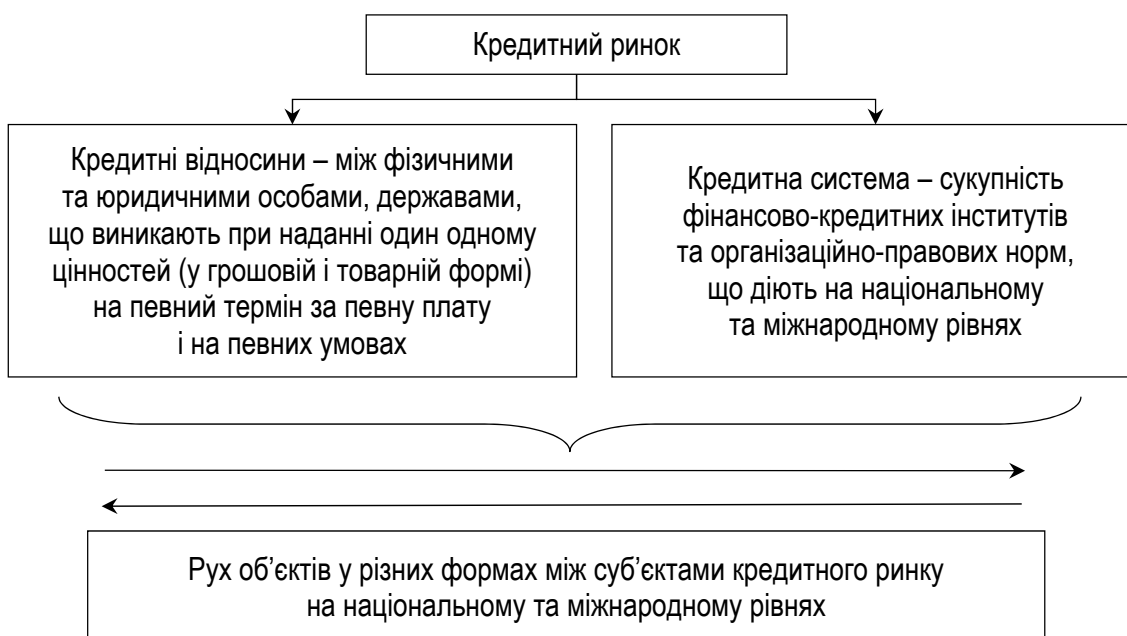 Кредитний ринок
Кредитні відносини – між фізичними
та юридичними особами, державами,
що виникають при наданні один одному
цінностей (у грошовій і товарній формі)
на певний термін за певну плату
і на певних умовах
Кредитна система – сукупність
фінансово-кредитних інститутів
та організаційно-правових норм,
що діють на національному
та міжнародному рівнях
Рух об’єктів у різних формах між суб’єктами кредитного ринку
на національному та міжнародному рівнях